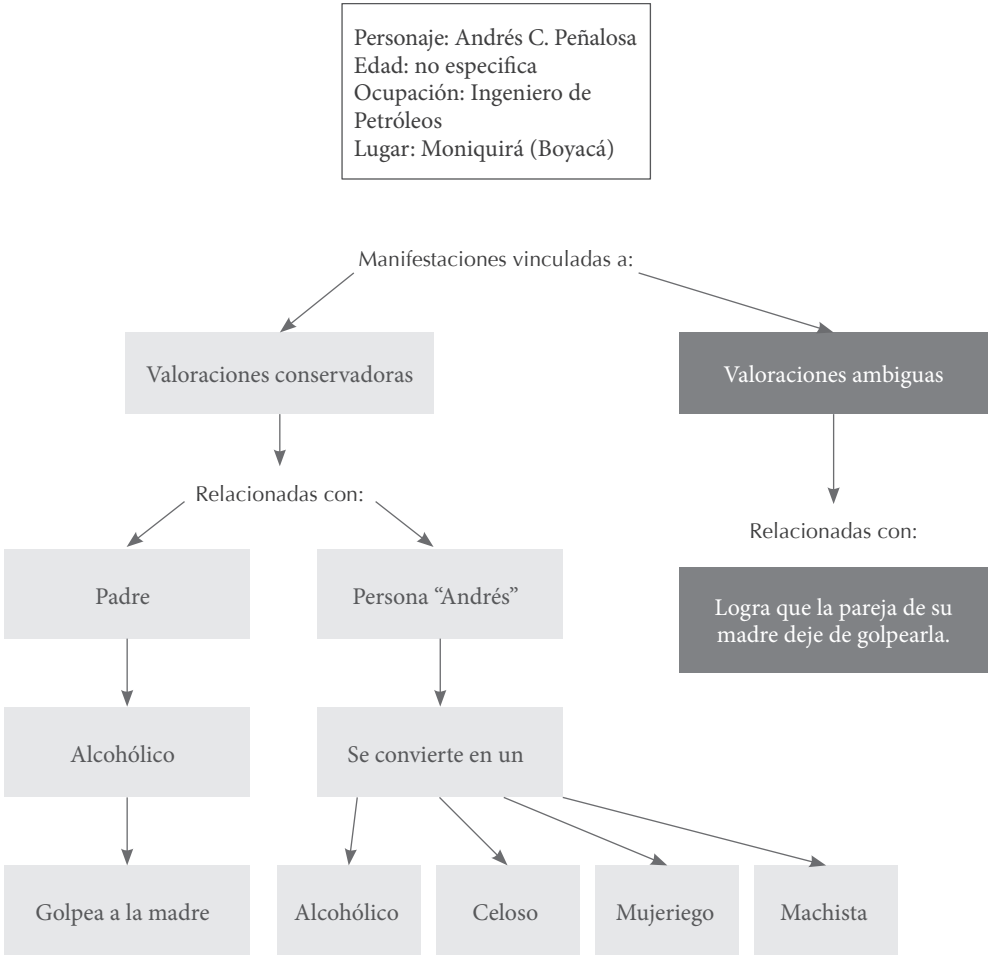 Personaje: Andrés C. Peñalosa
Edad: no especifica
Ocupación: Ingeniero de
Petróleos
Lugar: Moniquirá (Boyacá)
Manifestaciones vinculadas a:
Valoraciones conservadoras
Valoraciones ambiguas
Relacionadas con:
Relacionadas con:
Padre
Persona “Andrés”
Logra que la pareja de su
madre deje de golpearla.
Alcohólico
Se convierte en un
Golpea a la madre
Alcohólico
Celoso
Mujeriego
Machista